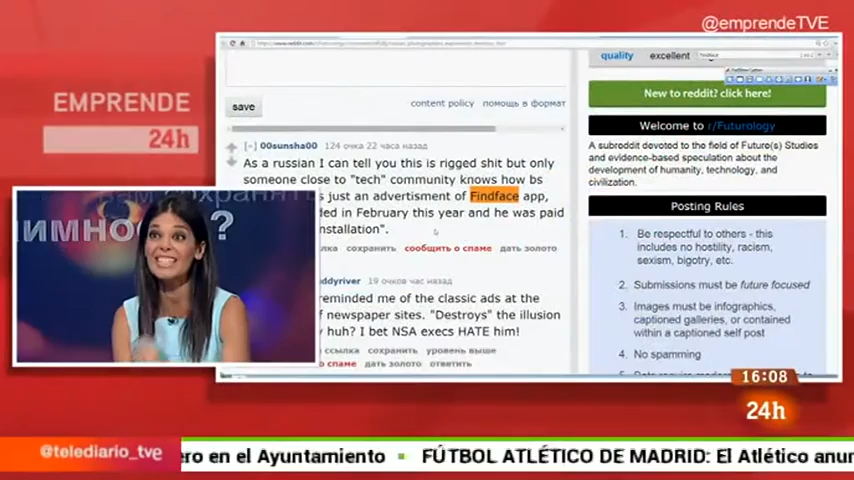 @emprendeTVE
EMPRENDE
24h
save
content policy помощь в формат
[-] 00sunsha00 124 очка 22 часа назад
As a russian I can tell you this is rigged shit but only
someone close to "tech" community knows how bs
s just an advertisment of Findface app,
ded in February this year and he was paid
nstallation".
ка сохранить сообщить о спаме дать золото
uddyriver 19 очков час назад
reminded me of the classic ads at the
f newspaper sites. "Destroys" the illusion
y huh? I bet NSA execs HATE him!
ссылка сохранить уровень выше
о спаме дать золото ответить
quality excellent
Findface
New to reddit? click here!
Welcome to r/Futurology
A subreddit devoted to the field of Future(s) Studies
and evidence-based speculation about the
development of humanity, technology, and
civilization.
Posting Rules
1. Be respectful to others - this
includes no hostility, racism,
sexism, bigotry, etc.
2. Submissions must be future focused
3. Images must be infographics,
captioned galleries, or contained
within a captioned self post
4. No spamming
сохран
имнос ?
16:08
24h
@telediario_tve
ero en el Ayuntamiento ▪ FÚTBOL ATLÉTICO DE MADRID: El Atlético anun